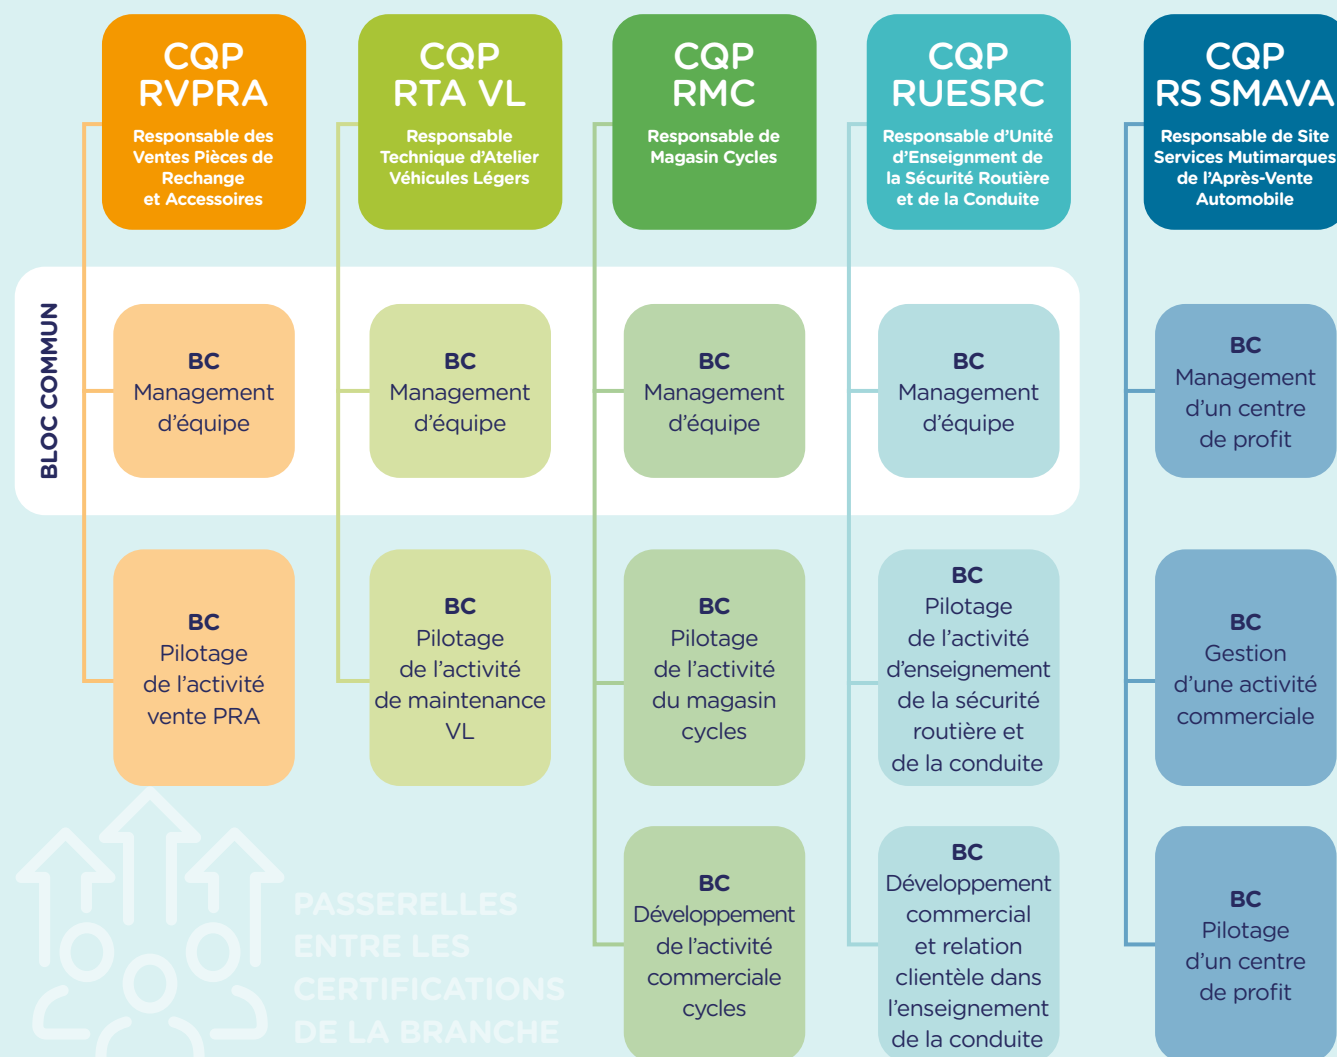 CQP
RVPRA
Responsable des
Ventes Pièces de
Rechange
et Accessoires
CQP
RTA VL
Responsable
Technique d'Atelier
Véhicules Légers
CQP
RMC
Responsable de
Magasin Cycles
CQP
RUESRC
Responsable d'Unité
d'Enseignment de
la Sécurité Routière
et de la Conduite
CQP
RS SMAVA
Responsable de Site
Services Mutimarques
de l'Après-Vente
Automobile
BLOC COMMUN
BC
Management
d'équipe
BC
Management
d'équipe
BC
Management
d'équipe
BC
Management
d'équipe
BC
Management
d'un centre
de profit
BC
Pilotage
de l'activité
vente PRA
BC
Pilotage
de l'activité
de maintenance
VL
BC
Pilotage
de l'activité
du magasin
cycles
BC
Pilotage
de l'activité
d'enseignement
de la sécurité
routière et
de la conduite
BC
Gestion
d'une activité
commerciale
BC
Développement
de l'activité
commerciale
cycles
BC
Développement
commercial
et relation
clientèle dans
l'enseignement
de la conduite
BC
Pilotage
d'un centre
de profit
PASSERELLES
ENTRE LES
CERTIFICATIONS
DE LA BRANCHE